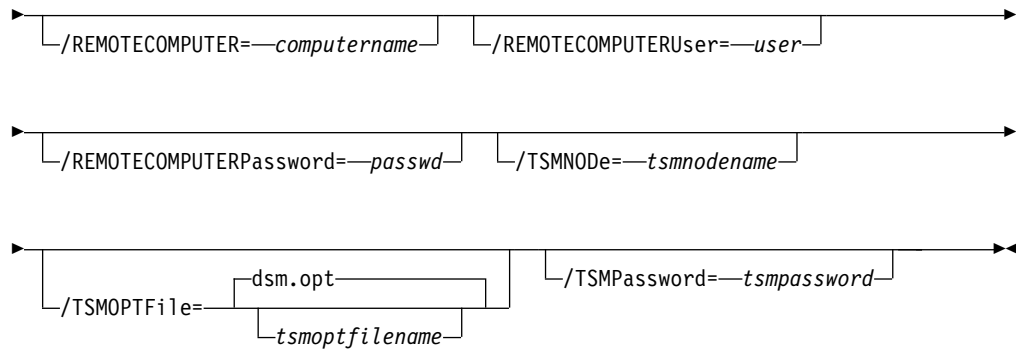 /REMOTECOMPUTER= computername /REMOTECOMPUTERUser= user
/REMOTECOMPUTERPassword= passwd /TSMNODe= tsmnodename
dsm.opt
/TSMOPTFile= /TSMPassword= tsmpassword
tsmoptfilename